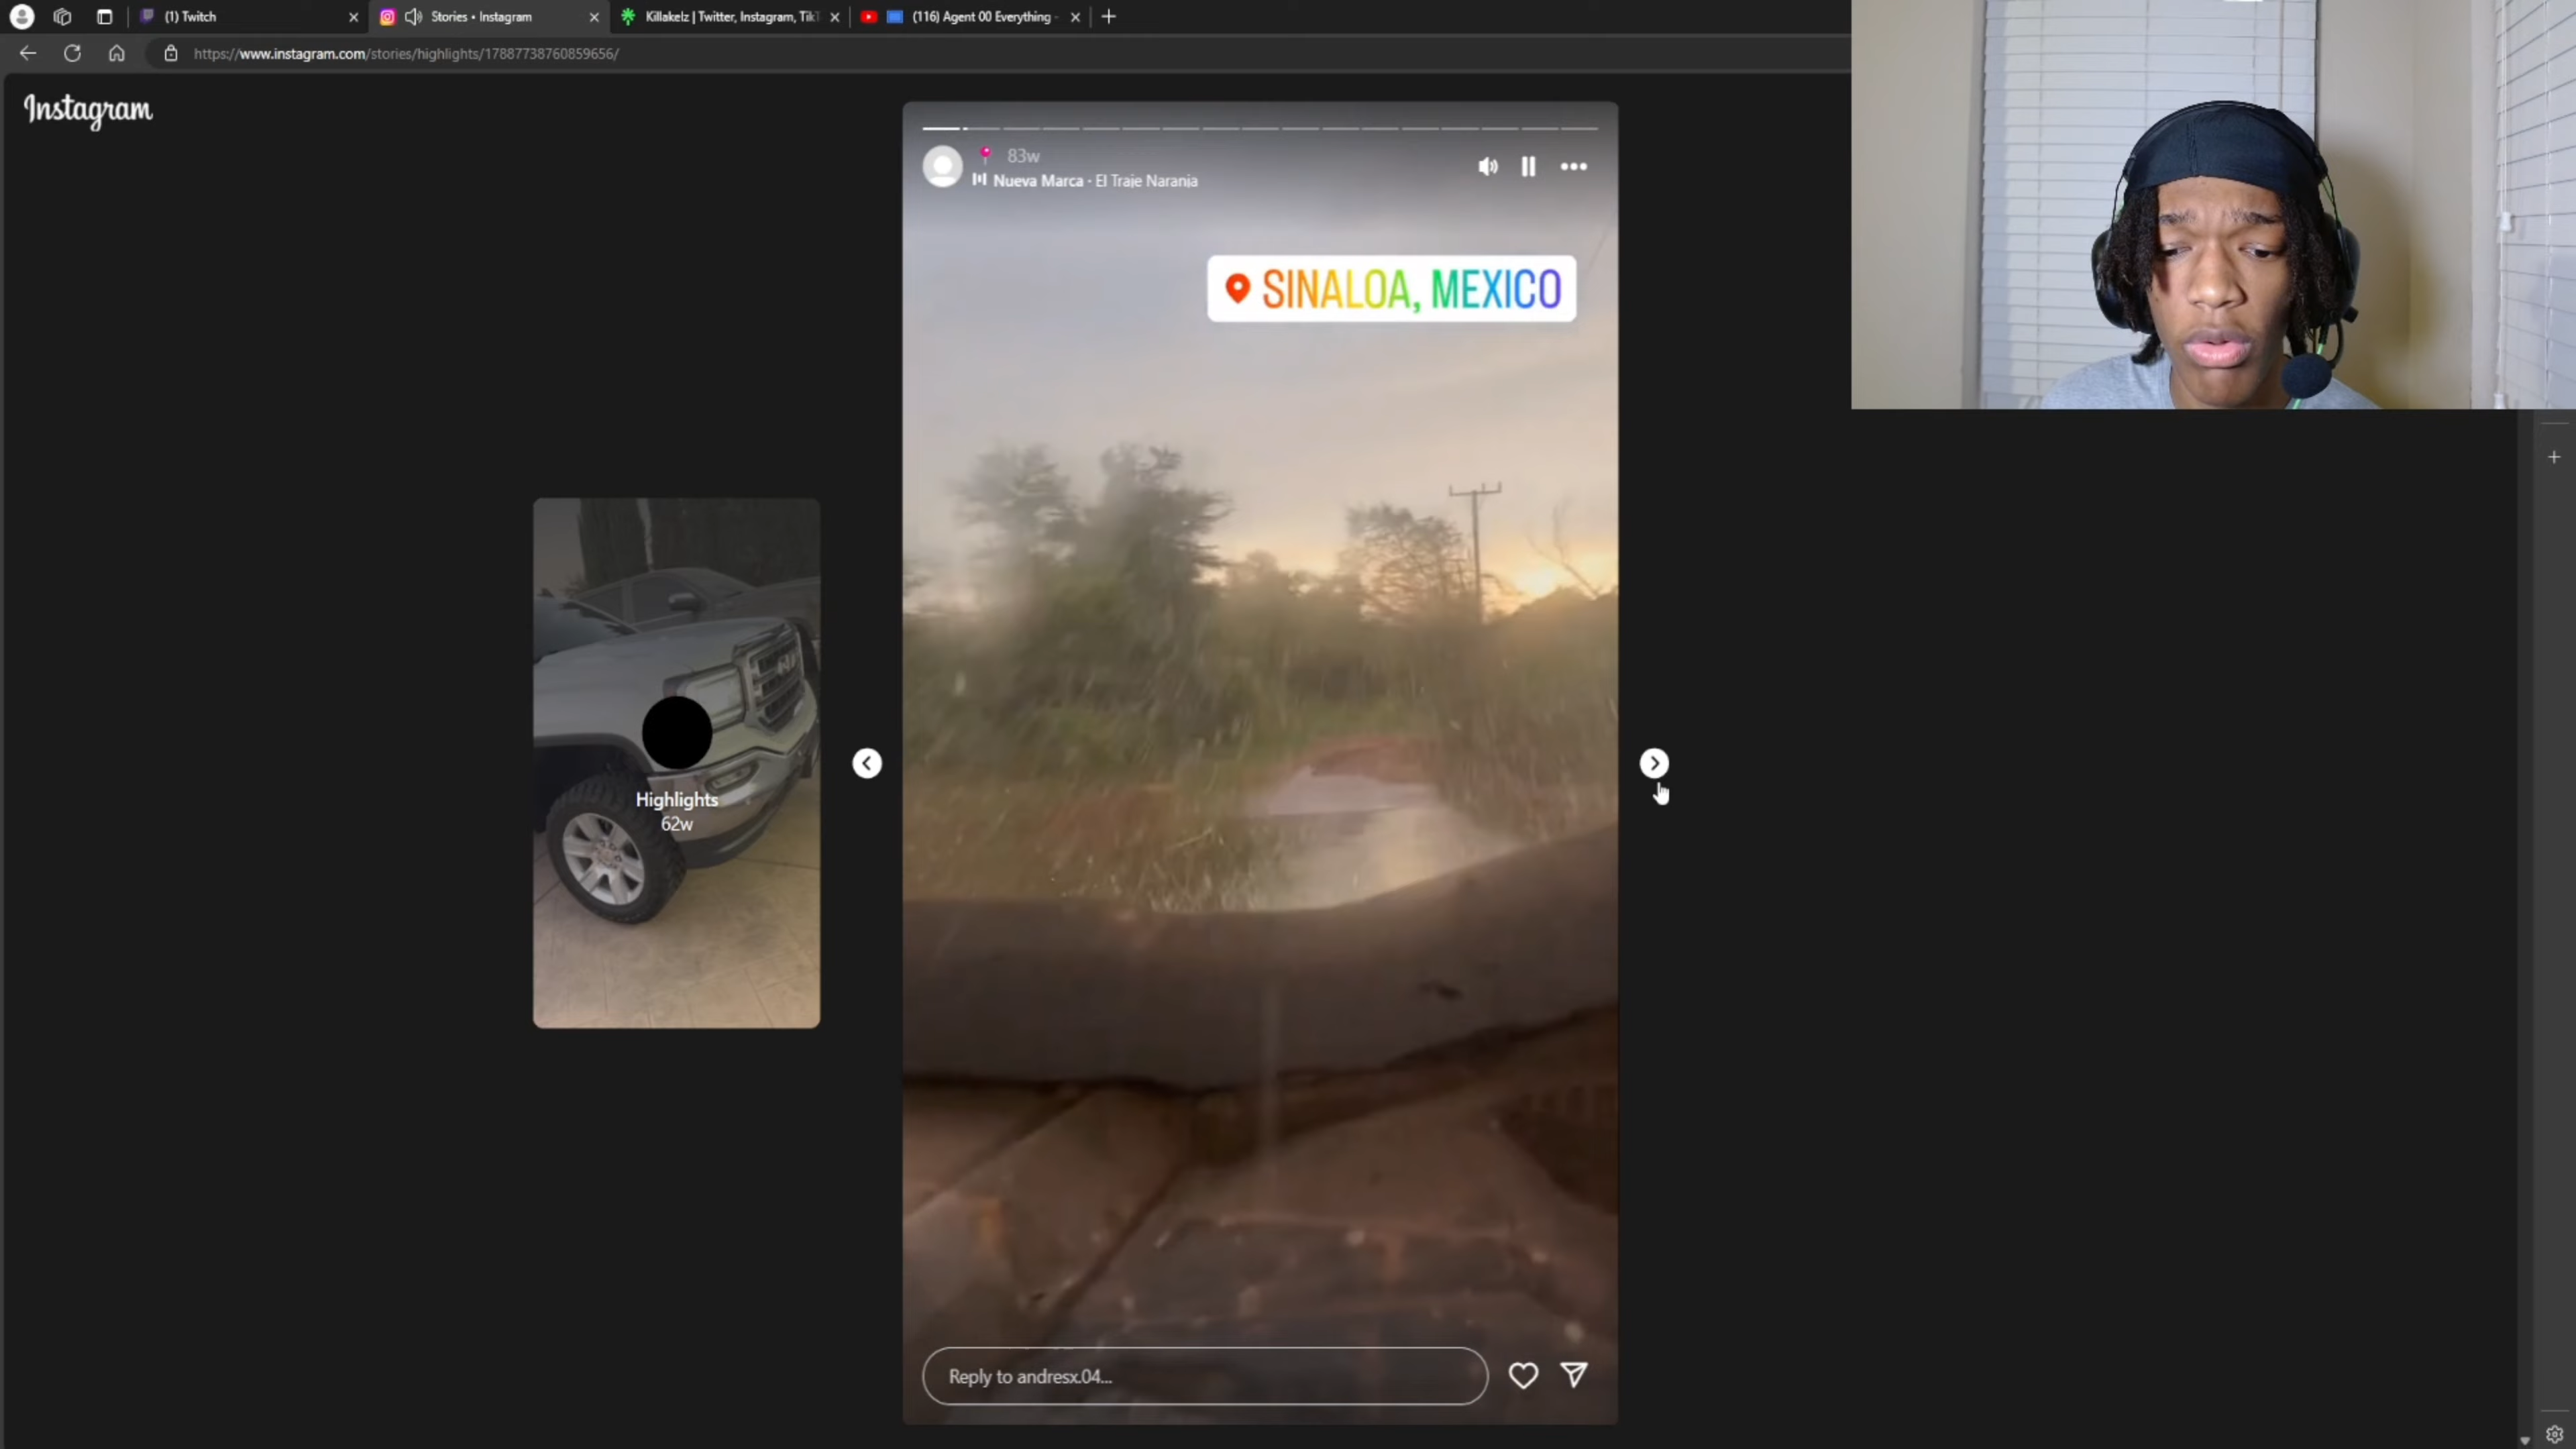 (1) Twitch
Stories • Instagram
Killakelz | Twitter, Instagram, TikT
(116) Agent 00 Everything -
https://www.instagram.com/stories/highlights/17887738760859656/
Instagram
83w
Nueva Marca · El Traje Naranja
SINALOA, MEXICO
Highlights
62w
Reply to andresx.04...